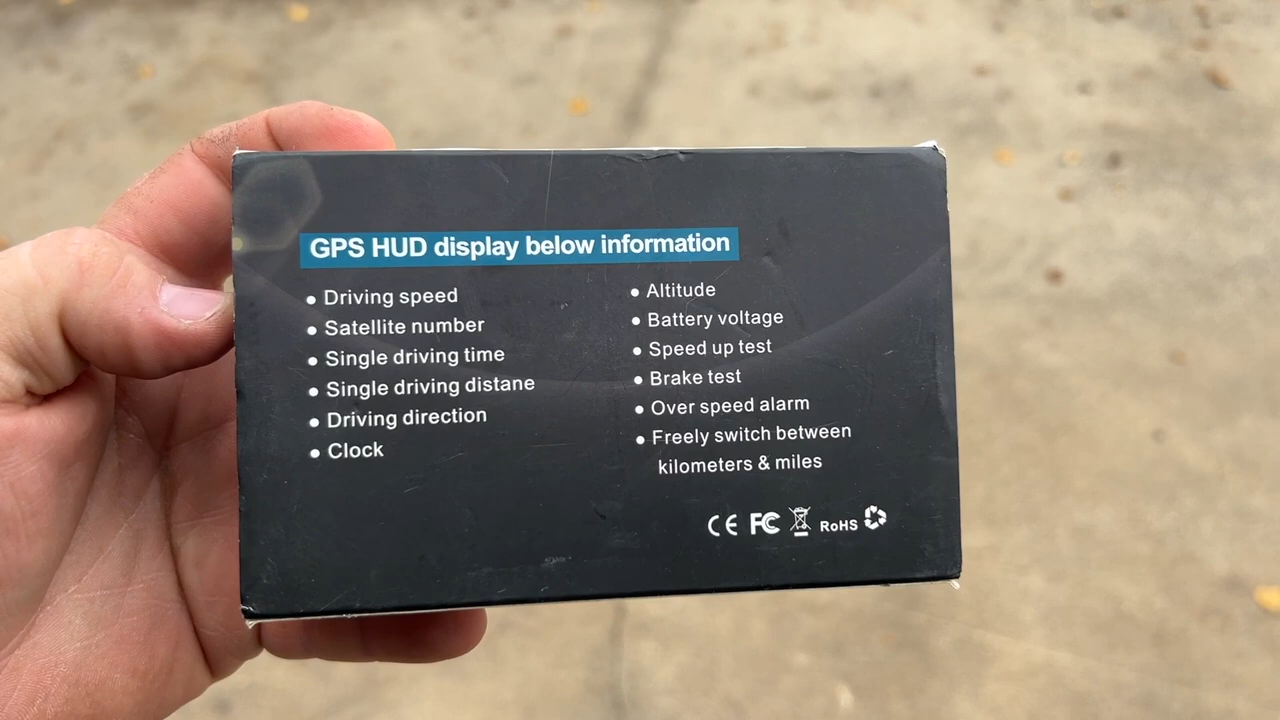 GPS HUD display below information
• Driving speed
• Satellite number
• Single driving time
• Single driving distane
• Driving direction
• Clock
• Altitude
• Battery voltage
• Speed up test
• Brake test
• Over speed alarm
• Freely switch between
kilometers & miles
CE FC RoHS